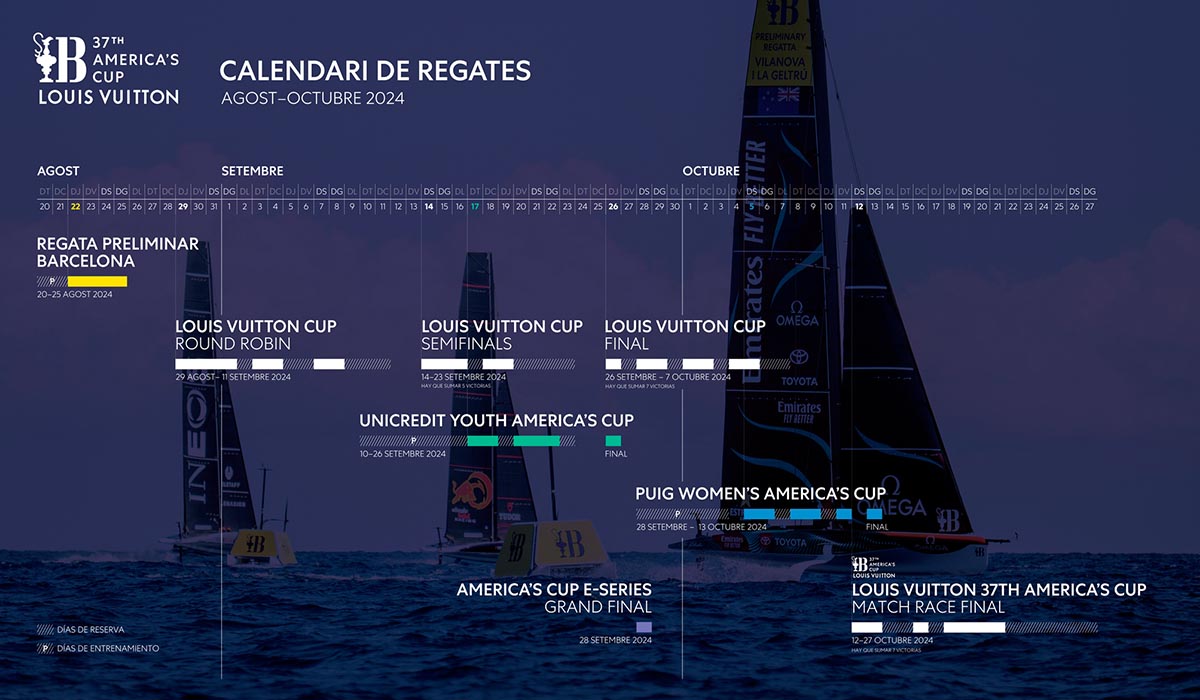 37TH
AMERICA'S
CUP
LOUIS VUITTON
CALENDARI DE REGATES
AGOST–OCTUBRE 2024
PRELIMINARY
REGATTA
VILANOVA
I LA GELTRÚ
AGOST SETEMBRE OCTUBRE
DT DC DJ DV DS DG DL DT DC DJ DV DS DG DL DT DC DJ DV DS DG DL DT DC DJ DV DS DG DL DT DC DJ DV DS DG DL DT DC DJ DV DS DG DL DT DC DJ DV DS DG DL DT DC DJ DV DS DG DL DT DC DJ DV DS DG DL DT DC DJ DV DS DG
20 21 22 23 24 25 26 27 28 29 30 31 1 2 3 4 5 6 7 8 9 10 11 12 13 14 15 16 17 18 19 20 21 22 23 24 25 26 27 28 29 30 1 2 3 4 5 6 7 8 9 10 11 12 13 14 15 16 17 18 19 20 21 22 23 24 25 26 27
REGATA PRELIMINAR
BARCELONA
P
20–25 AGOST 2024
Emirates FLY BETTER
OMEGA
TOYOTA
Emirates
FLY BETTER
LOUIS VUITTON CUP
ROUND ROBIN
29 AGOST– 11 SETEMBRE 2024
LOUIS VUITTON CUP
SEMIFINALS
14–23 SETEMBRE 2024
HAY QUE SUMAR 5 VICTORIAS
LOUIS VUITTON CUP
FINAL
26 SETEMBRE – 7 OCTUBRE 2024
HAY QUE SUMAR 7 VICTORIAS
INEO
UNICREDIT YOUTH AMERICA'S CUP
P
10–26 SETEMBRE 2024
FINAL
PUIG WOMEN'S AMERICA'S CUP
P
28 SETEMBRE – 13 OCTUBRE 2024
FINAL
OMEGA
TOYOTA
AMERICA'S CUP E-SERIES
GRAND FINAL
28 SETEMBRE 2024
37TH
AMERICA'S
CUP
LOUIS VUITTON
LOUIS VUITTON 37TH AMERICA'S CUP
MATCH RACE FINAL
12–27 OCTUBRE 2024
HAY QUE SUMAR 7 VICTORIAS
DÍAS DE RESERVA
P DÍAS DE ENTRENAMIENTO